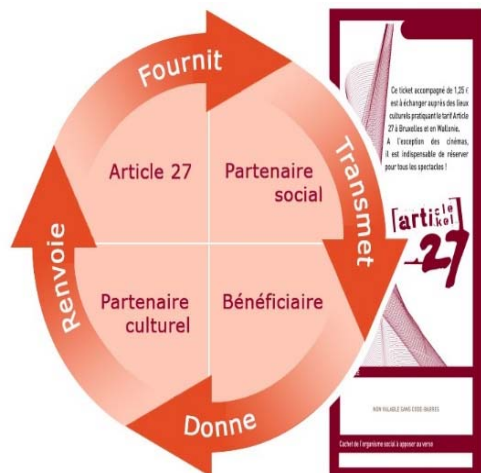 Fournit
Transmet
Donne
Renvoie
Article 27
Partenaire
social
Partenaire
culturel
Bénéficiaire
Ce ticket accompagné de 1,25 €
est à échanger auprès des lieux
culturels pratiquant le tarif Article
27 à Bruxelles et en Wallonie.
A l'exception des cinémas,
il est indispensable de réserver
pour tous les spectacles !
[article
kel]
27
NON VALABLE SANS CODE-BARRES
Cachet de l'organisme social à apposer au verso